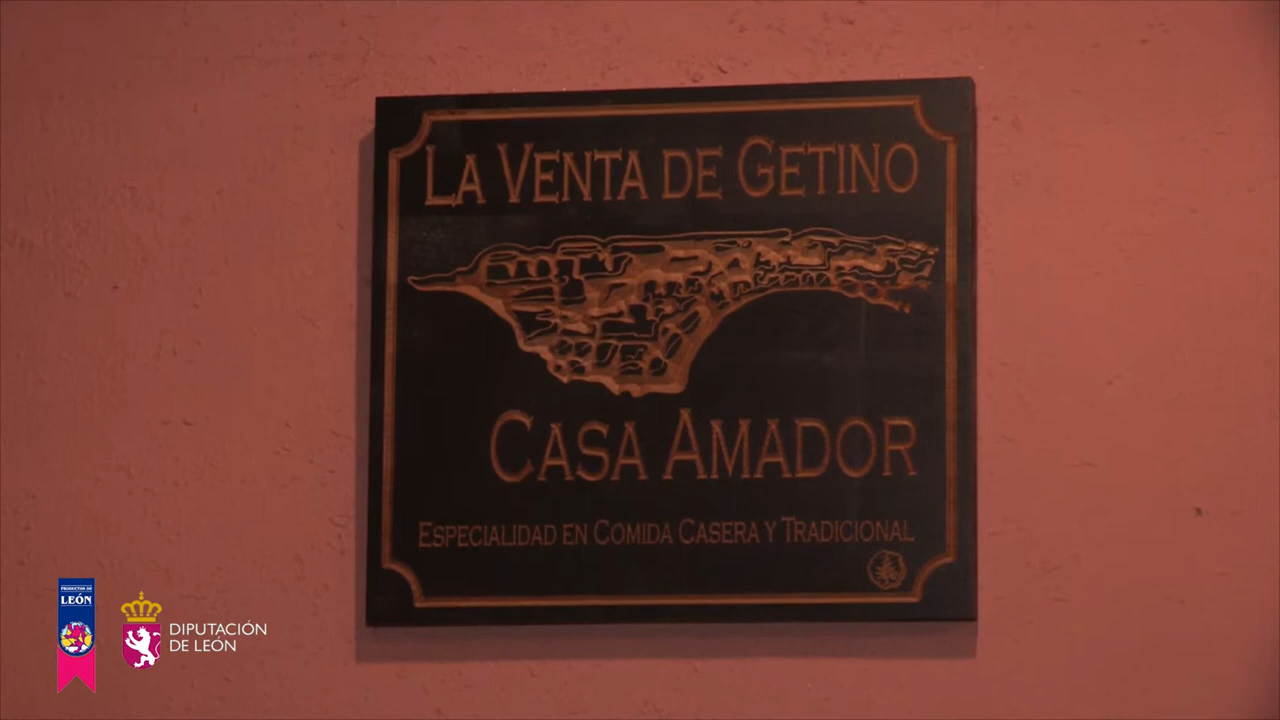 LA VENTA DE GETINO
CASA AMADOR
ESPECIALIDAD EN COMIDA CASERA Y TRADICIONAL
PRODUCTOS DE
LEÓN
DIPUTACIÓN
DE LEÓN